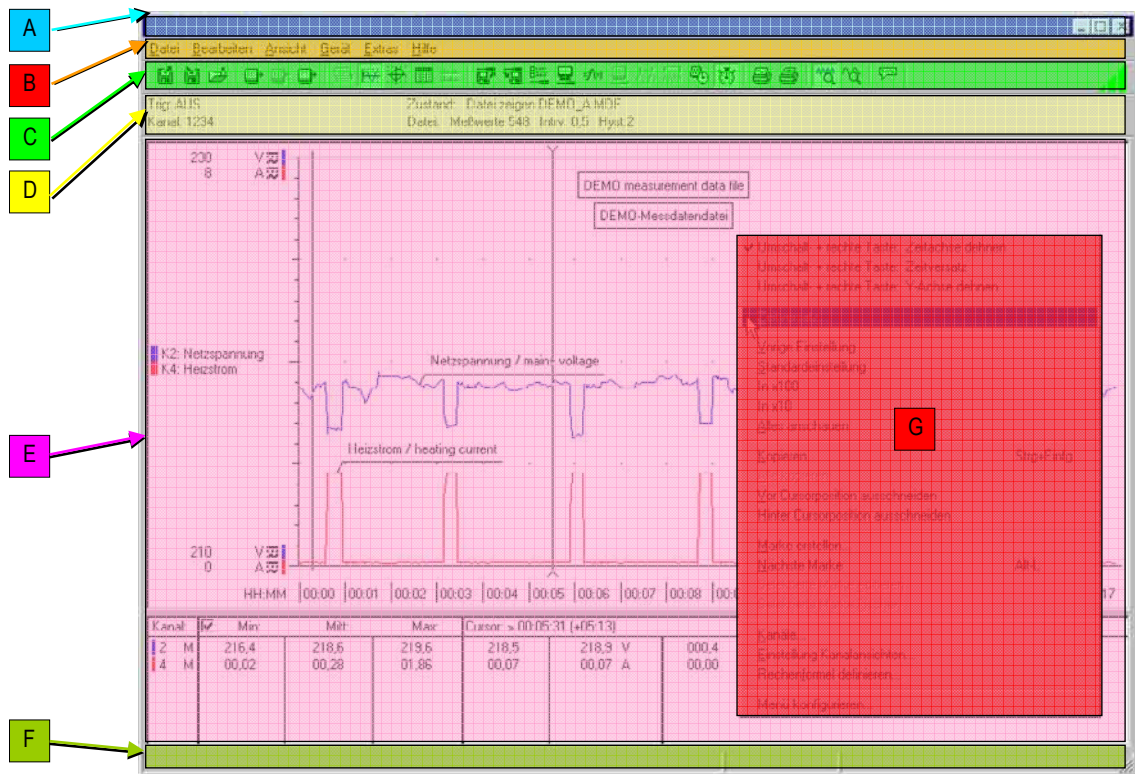 A
B
Datei Bearbeiten Ansicht Gerät Extras Hilfe
C
Trig: AUS Zustand: Datei zeigen DEMO_A.MDF
Kanal: 1234 Datei: Meßwerte 548 Intrv: 0,5 Hyst:2
D
230 V
8 A
DEMO measurement data file
DEMO-Messdatendatei
Umschalt + rechte Taste: Zeitachse dehnen
Umschalt + rechte Taste: Zeitversatz
Umschalt + rechte Taste: Y-Achse dehnen
K2: Netzspannung
K4: Heizstrom
Netzspannung / mains voltage
Vorige Einstellung
Standardeinstellung
In x100
In x10
Alles anschauen
G
E
Heizstrom / heating current
Kopieren Strg+Einfg
Vor Cursorposition ausschneiden
Hinter Cursorposition ausschneiden
Marke erstellen...
Nächste Marke
210 V
0 A
HH:MM 00:00 00:01 00:02 00:03 00:04 00:05 00:06 00:07 00:08 17
Kanal: Min: Mitt: Max: Cursor: > 00:05:31 (+05:13)
2 M 216,4 218,6 219,6 218,5 218,9 V 000,4
4 M 00,02 00,28 01,86 00,07 00,07 A 00,00
Kanäle...
Einstellung Kanalansichten...
Rechenformel definieren...
Menü konfigurieren...
F